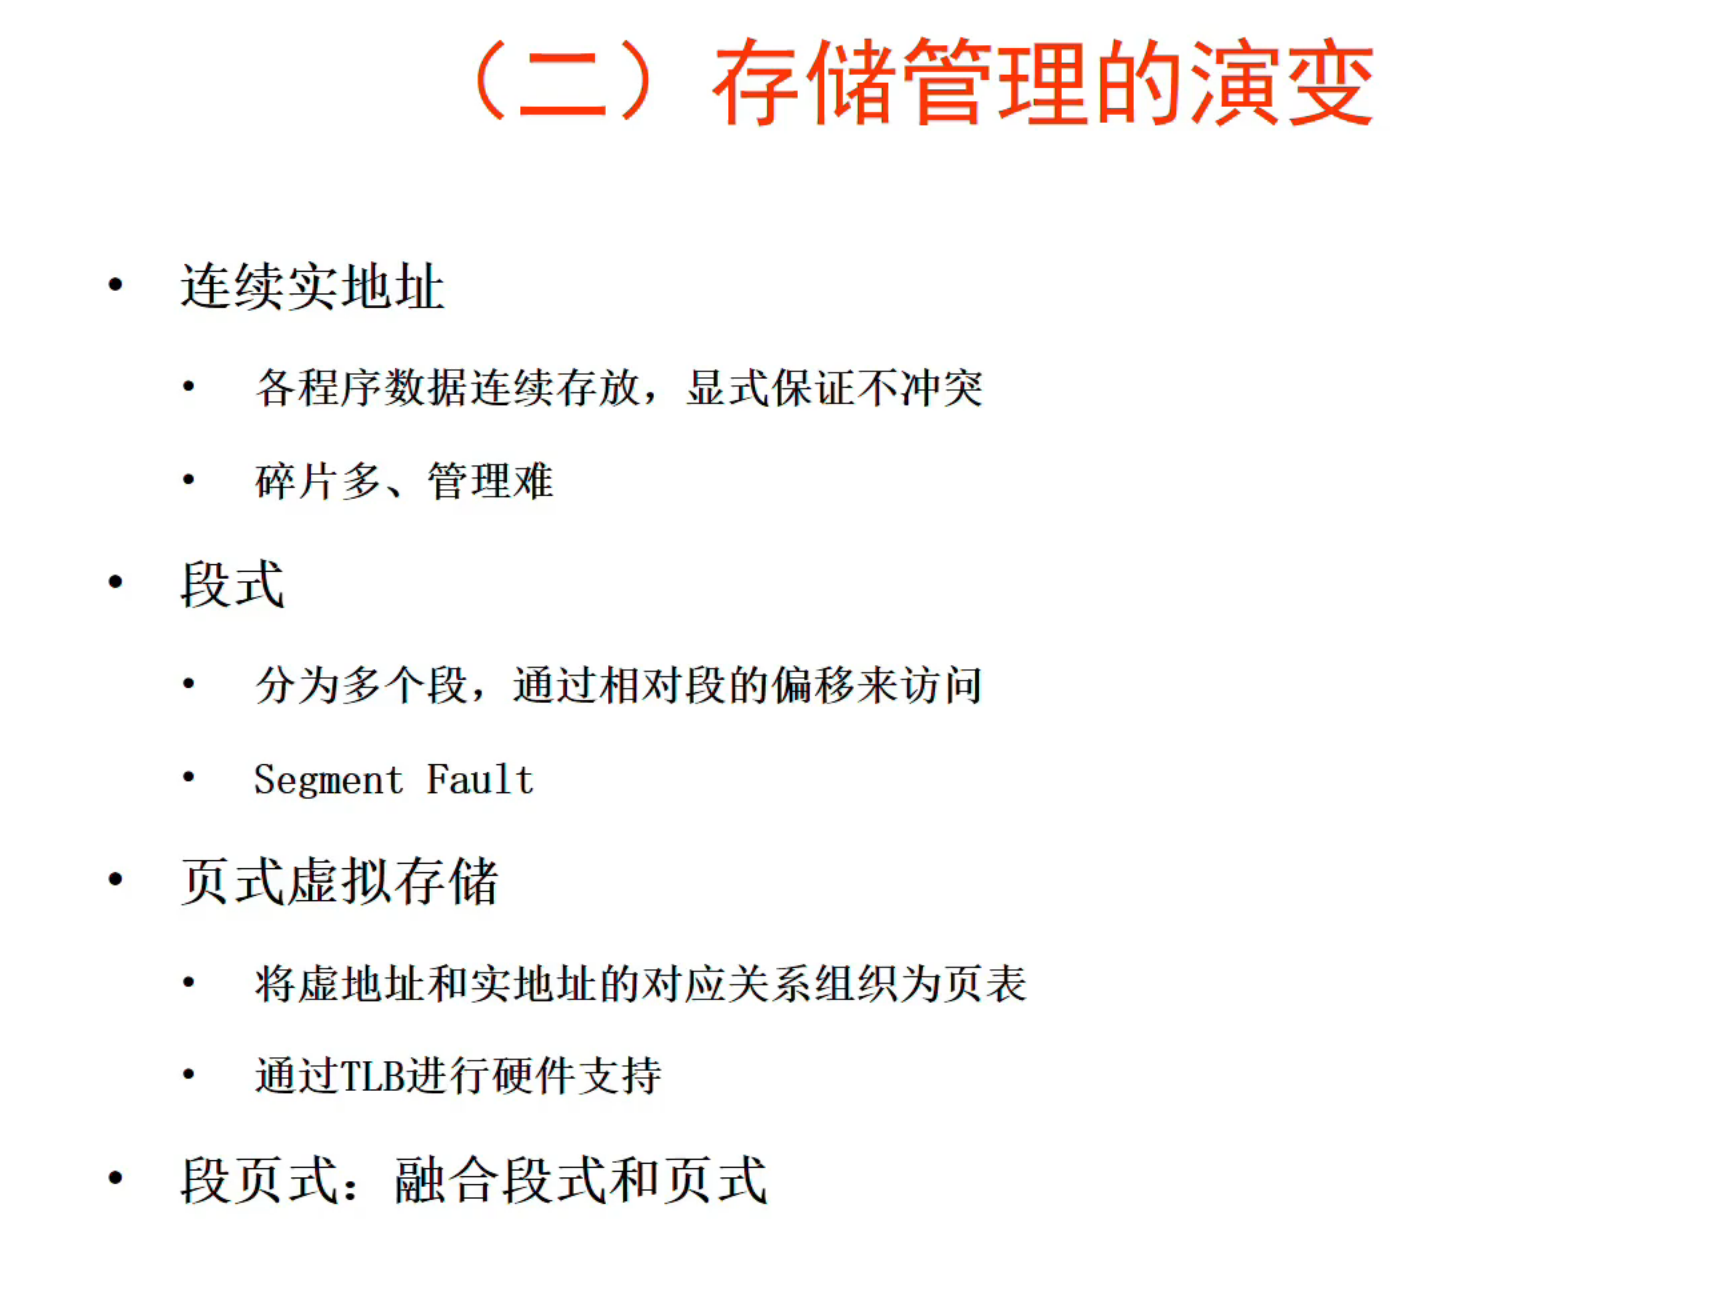 （二）存储管理的演变
• 连续实地址
• 各程序数据连续存放，显式保证不冲突
• 碎片多、管理难
• 段式
• 分为多个段，通过相对段的偏移来访问
• Segment Fault
• 页式虚拟存储
• 将虚地址和实地址的对应关系组织为页表
• 通过TLB进行硬件支持
• 段页式：融合段式和页式